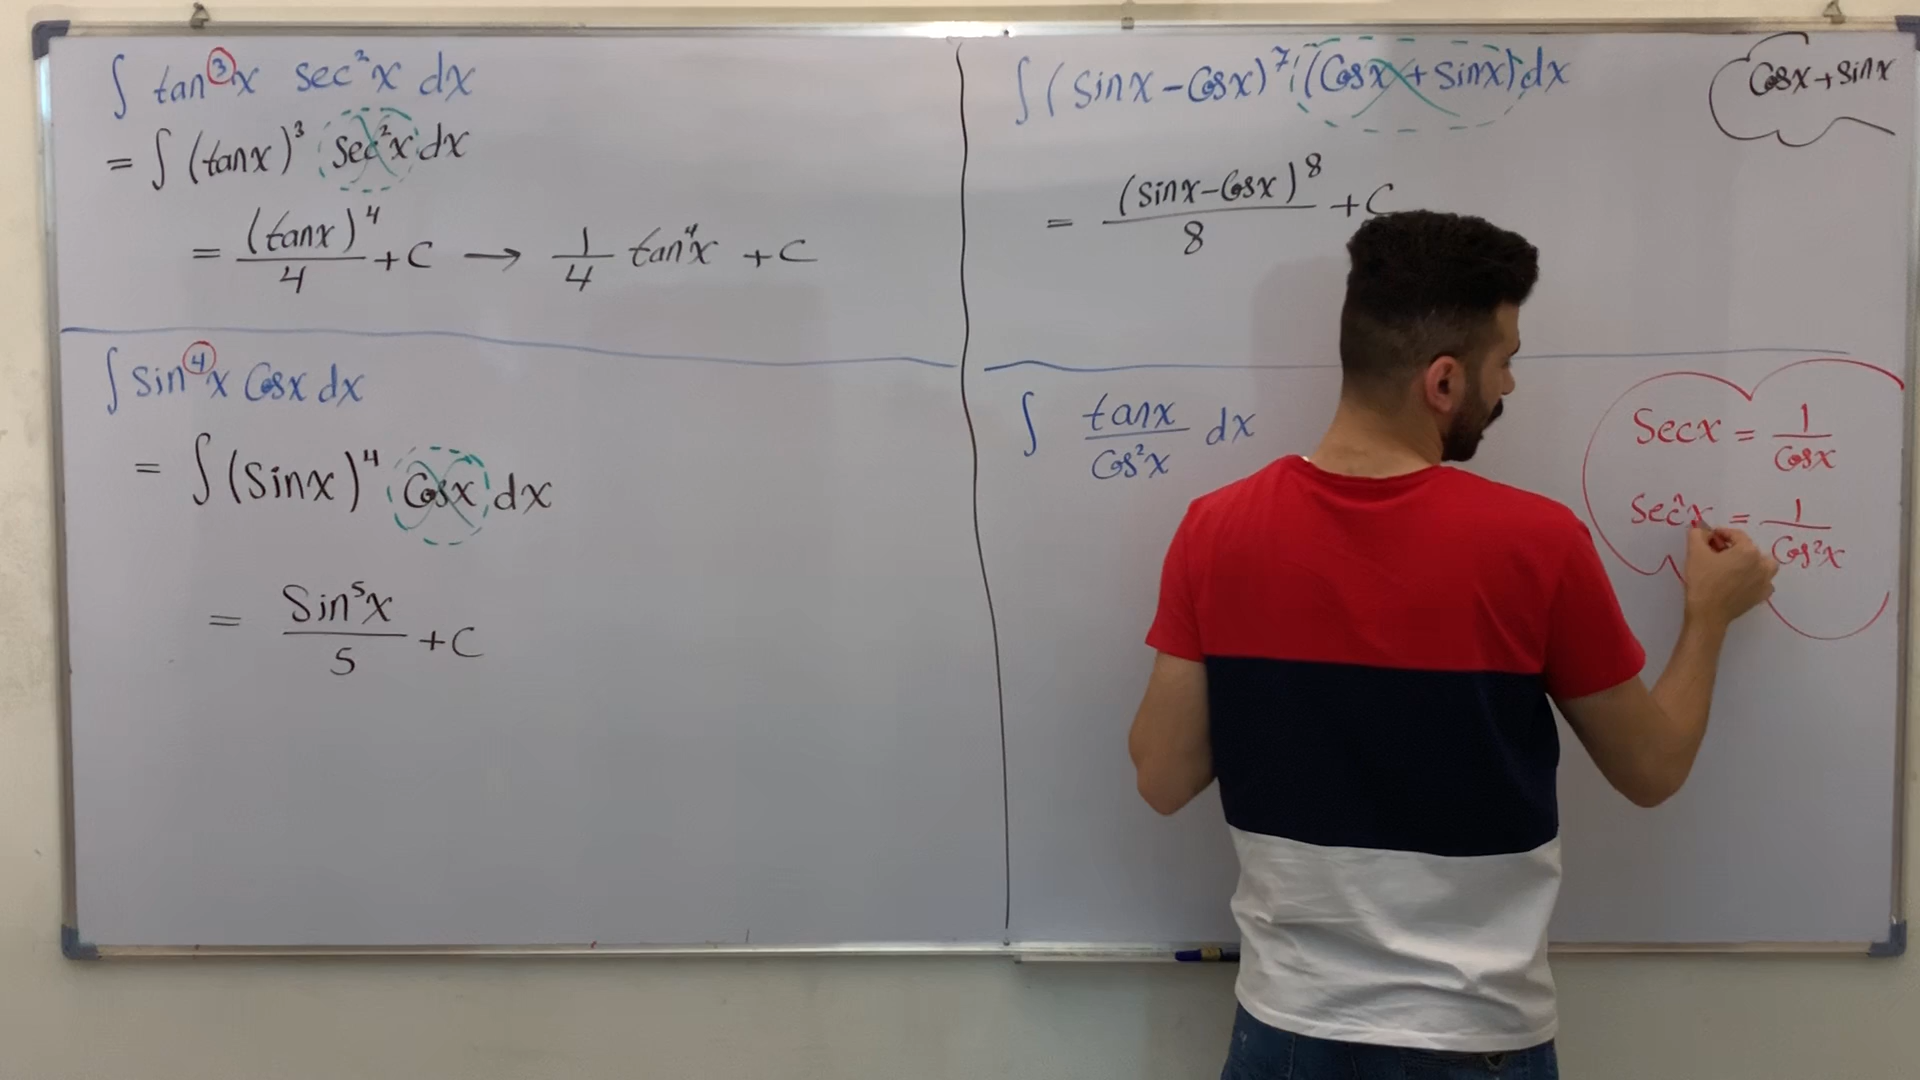 ∫ tan³x sec²x dx
= ∫ (tanx)³ sec²x dx
= (tanx)⁴/4 + C → 1/4 tan⁴x + C
∫ sin⁴x Cosx dx
= ∫ (Sinx)⁴ Cosx dx
= Sin⁵x/5 + C
∫ (sinx - Cosx)⁷ (Cosx + sinx) dx
Cosx + sinx
= (sinx - Cosx)⁸/8 + C
∫ tanx/Cos²x dx
Secx = 1/Cosx
Sec²x = 1/Cos²x